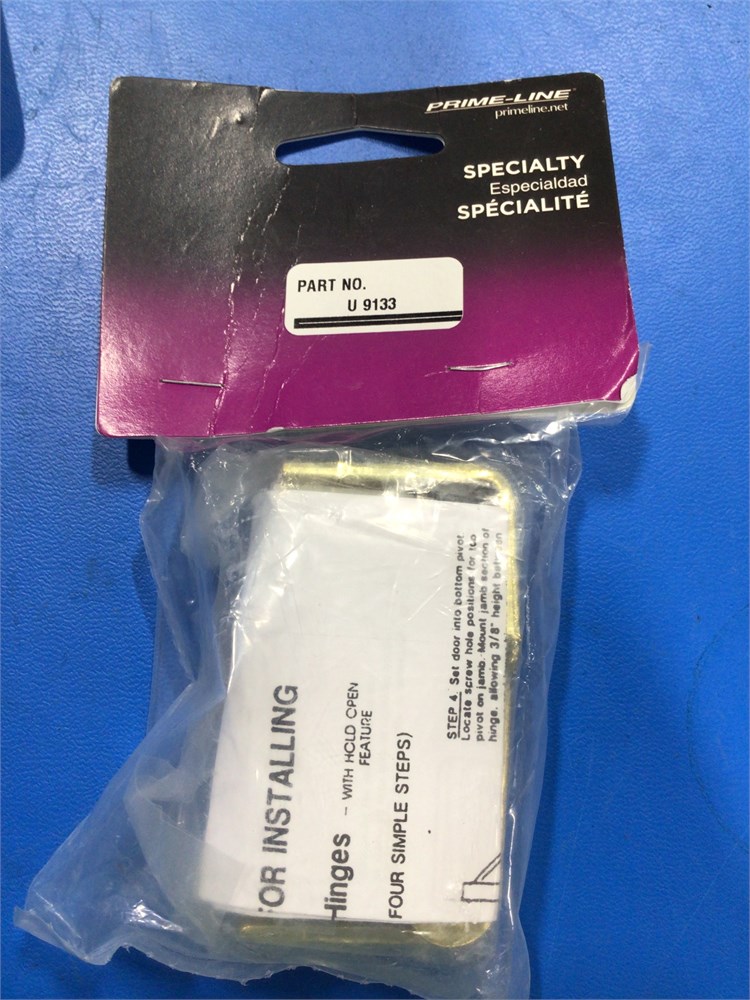 PRIME-LINE
primeline.net
SPECIALTY
Especialdad
SPÉCIALITÉ
PART NO.
U 9133
OR INSTALLING
Hinges – WITH HOLD OPEN
FEATURE
(FOUR SIMPLE STEPS)
STEP 4 Set door into bottom pivot.
Locate screw hole positions for top
pivot on jamb. Mount jamb section of
hinge, allowing 3/8" height between